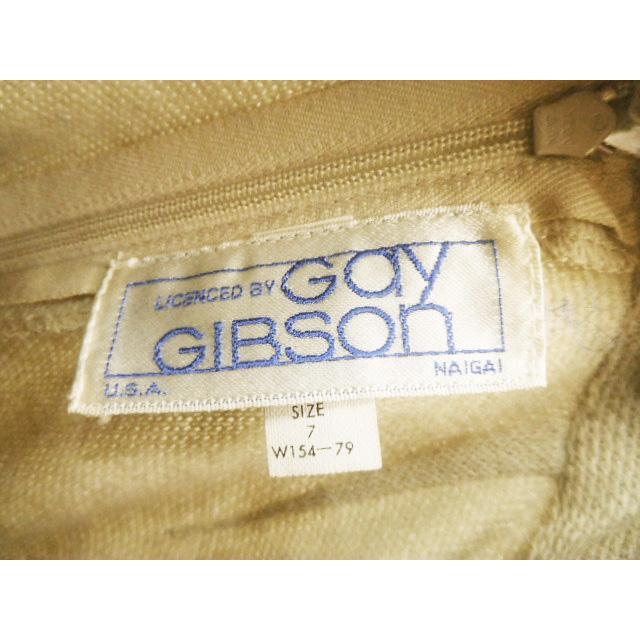 LICENCED BY Gay
GIBSON
U.S.A. NAIGAI
SIZE
7
W154-79